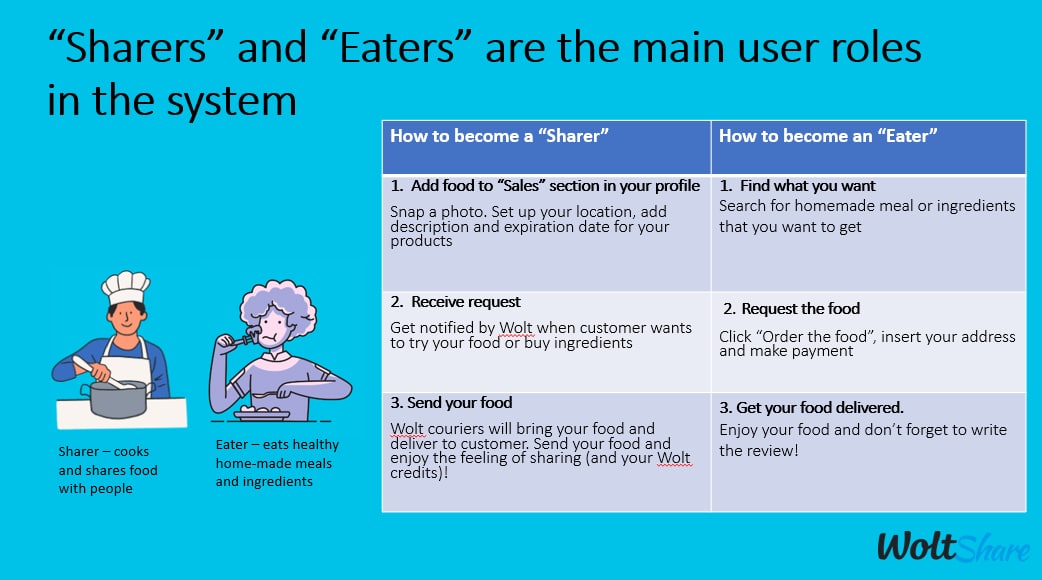 “Sharers” and “Eaters” are the main user roles
in the system
How to become a “Sharer”
How to become an “Eater”
1. Add food to “Sales” section in your profile
Snap a photo. Set up your location, add
description and expiration date for your
products
1. Find what you want
Search for homemade meal or ingredients
that you want to get
2. Receive request
Get notified by Wolt when customer wants
to try your food or buy ingredients
2. Request the food
Click “Order the food”, insert your address
and make payment
3. Send your food
Wolt couriers will bring your food and
deliver to customer. Send your food and
enjoy the feeling of sharing (and your Wolt
credits)!
3. Get your food delivered.
Enjoy your food and don’t forget to write
the review!
Sharer – cooks
and shares food
with people
Eater – eats healthy
home-made meals
and ingredients
Wolt Share